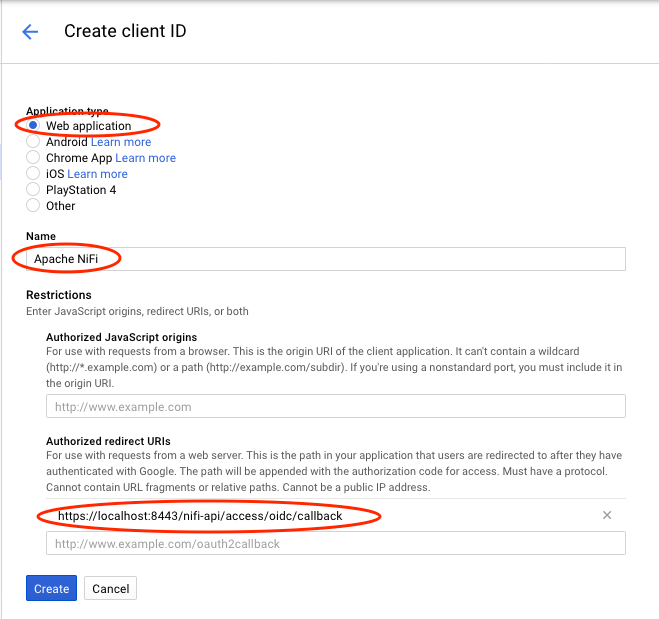 Create client ID
Application type
Web application
Android Learn more
Chrome App Learn more
iOS Learn more
PlayStation 4
Other
Name
Apache NiFi
Restrictions
Enter JavaScript origins, redirect URIs, or both
Authorized JavaScript origins
For use with requests from a browser. This is the origin URI of the client application. It can't contain a wildcard
(http://*.example.com) or a path (http://example.com/subdir). If you're using a nonstandard port, you must include it in
the origin URI.
http://www.example.com
Authorized redirect URIs
For use with requests from a web server. This is the path in your application that users are redirected to after they have
authenticated with Google. The path will be appended with the authorization code for access. Must have a protocol.
Cannot contain URL fragments or relative paths. Cannot be a public IP address.
https://localhost:8443/nifi-api/access/oidc/callback
http://www.example.com/oauth2callback
Create Cancel